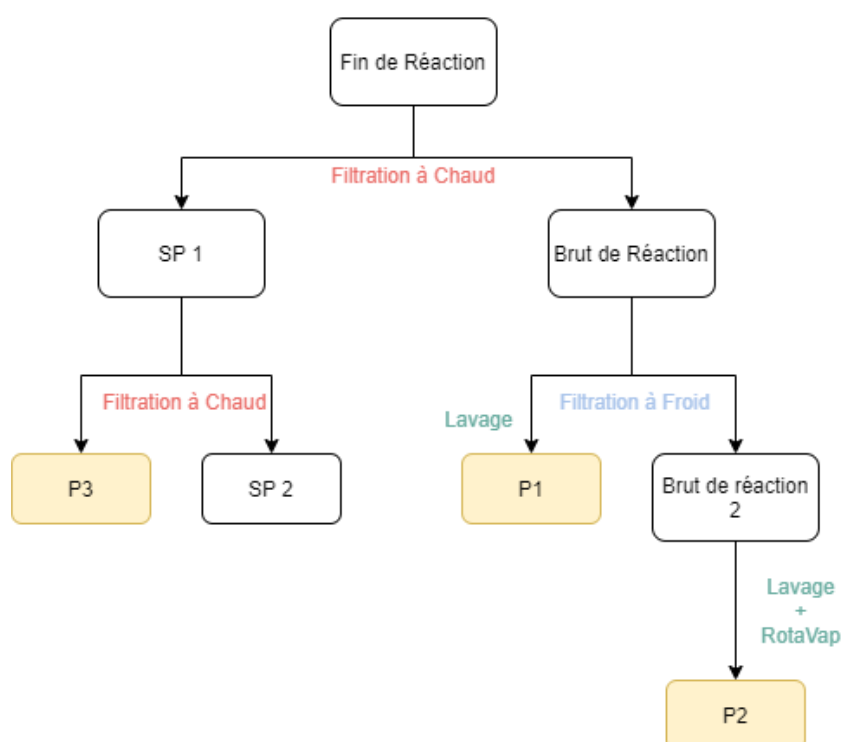 Fin de Réaction
Filtration à Chaud
SP 1
Brut de Réaction
Filtration à Chaud
Lavage
Filtration à Froid
P3
SP 2
P1
Brut de réaction
2
Lavage
+
RotaVap
P2